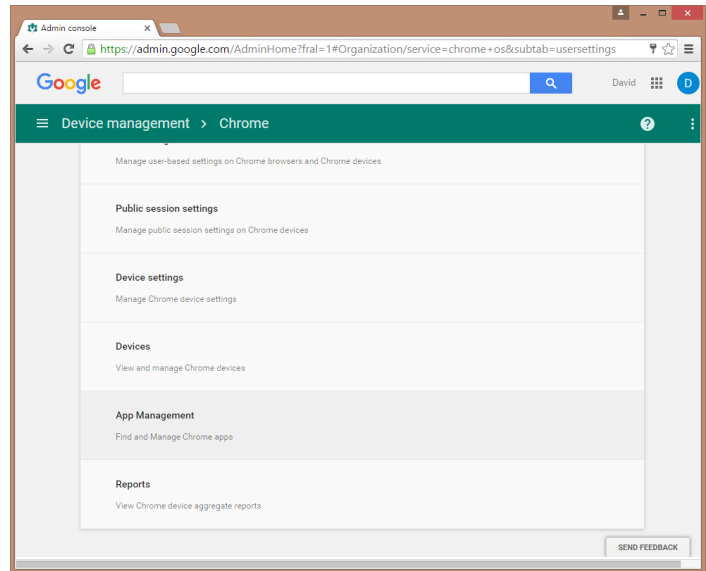 Admin console
https://admin.google.com/AdminHome?fral=1#Organization/service=chrome+os&subtab=usersettings
Google
David
D
Device management > Chrome
Manage user-based settings on Chrome browsers and Chrome devices
Public session settings
Manage public session settings on Chrome devices
Device settings
Manage Chrome device settings
Devices
View and manage Chrome devices
App Management
Find and Manage Chrome apps
Reports
View Chrome device aggregate reports
SEND FEEDBACK